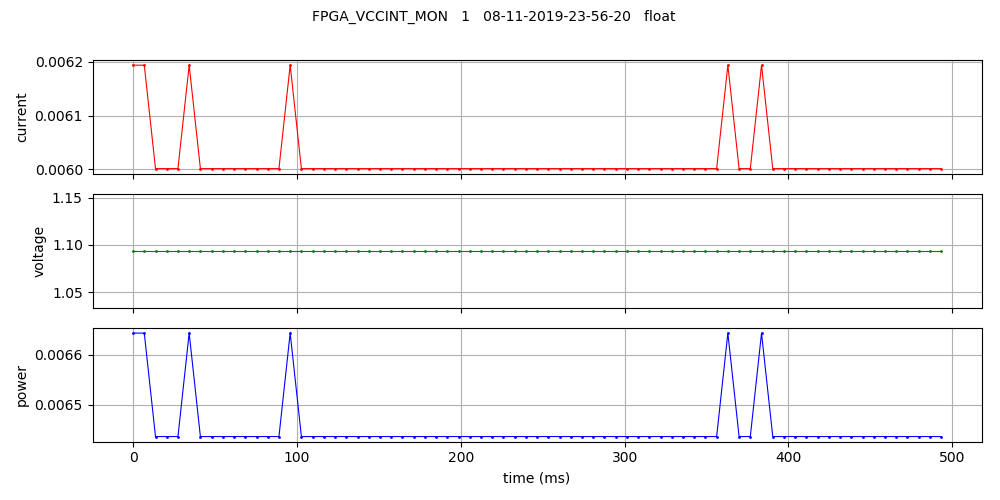 FPGA_VCCINT_MON   1   08-11-2019-23-56-20   float
0.0062
0.0061
0.0060
current
1.15
1.10
1.05
voltage
0.0066
0.0065
power
0 100 200 300 400 500
time (ms)